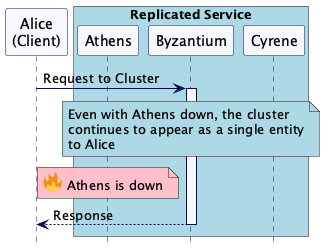 Replicated Service
Alice
(Client)
Athens
Byzantium
Cyrene
Request to Cluster
Even with Athens down, the cluster
continues to appear as a single entity
to Alice
🔥 Athens is down
Response